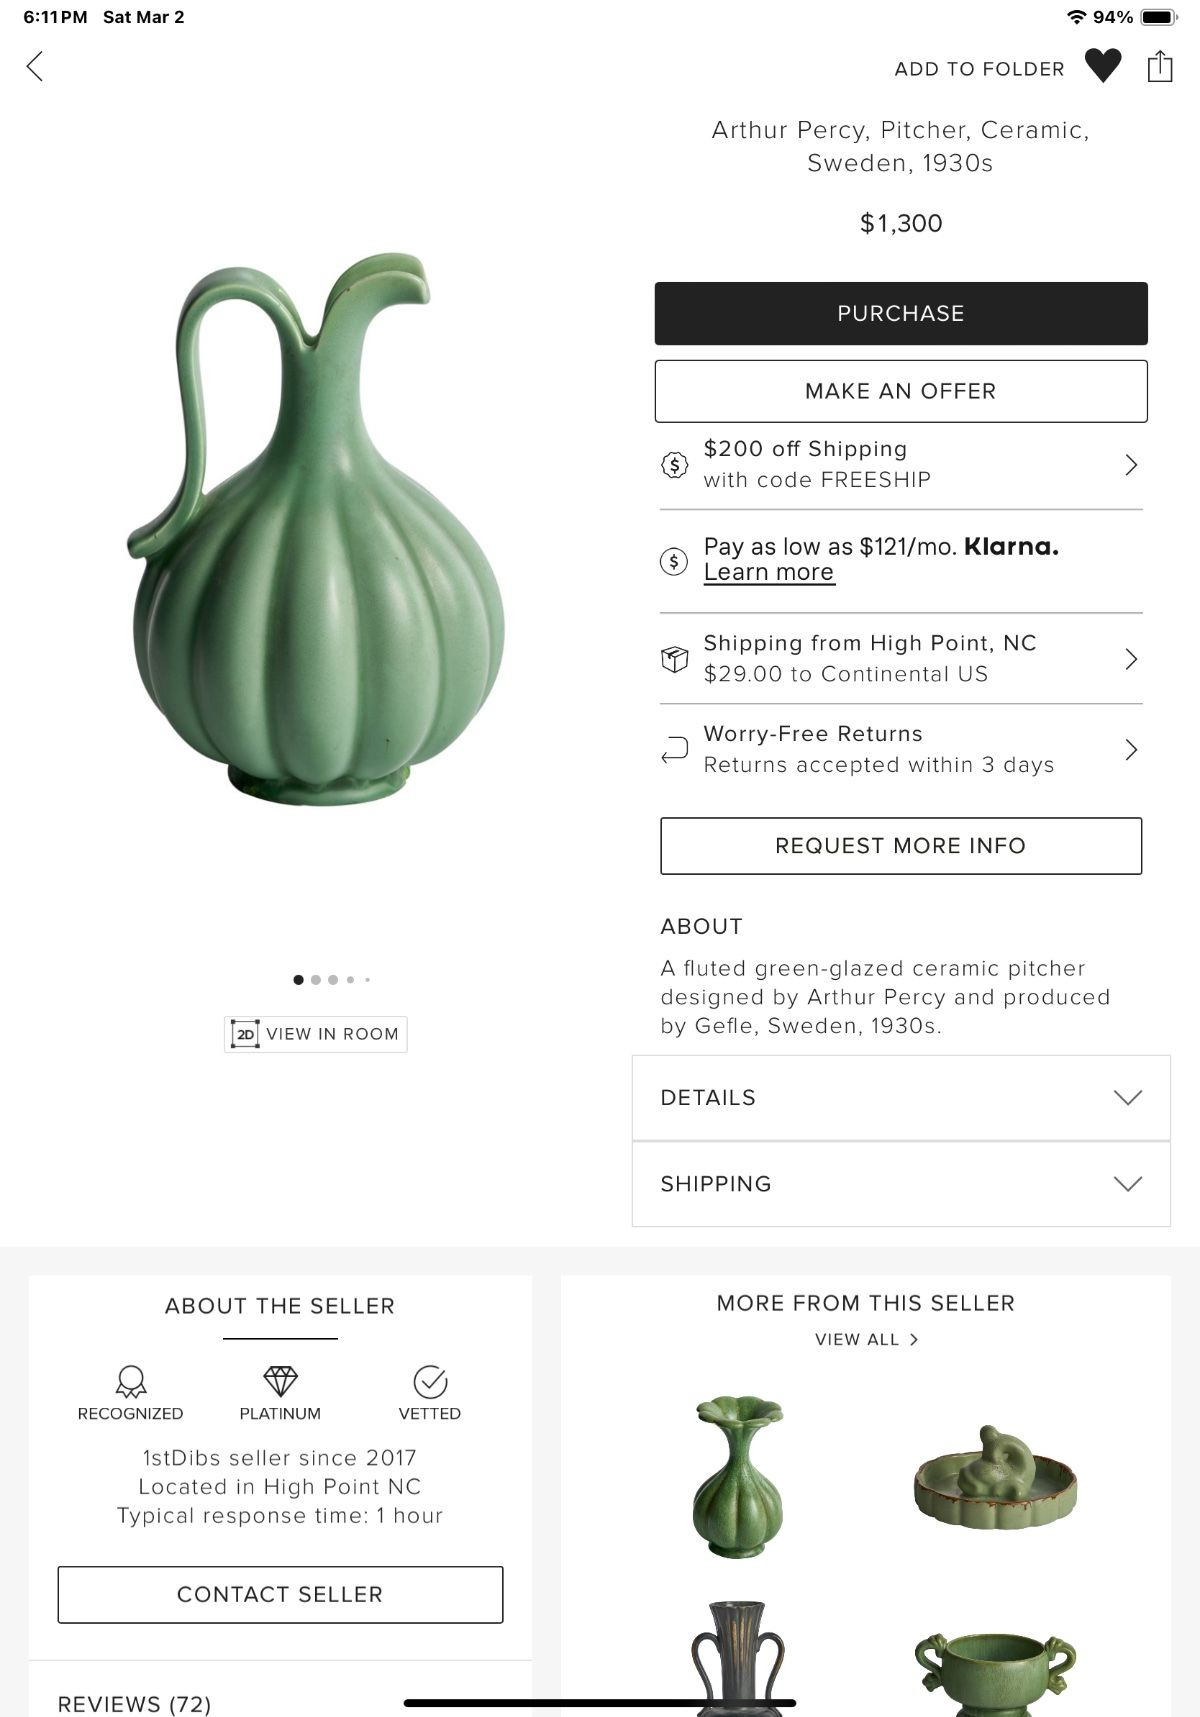 6:11 PM Sat Mar 2
94%
ADD TO FOLDER
Arthur Percy, Pitcher, Ceramic,
Sweden, 1930s
$1,300
PURCHASE
MAKE AN OFFER
$200 off Shipping
with code FREESHIP
Pay as low as $121/mo. Klarna.
Learn more
Shipping from High Point, NC
$29.00 to Continental US
Worry-Free Returns
Returns accepted within 3 days
REQUEST MORE INFO
2D VIEW IN ROOM
ABOUT
A fluted green-glazed ceramic pitcher
designed by Arthur Percy and produced
by Gefle, Sweden, 1930s.
DETAILS
SHIPPING
ABOUT THE SELLER
RECOGNIZED
PLATINUM
VETTED
1stDibs seller since 2017
Located in High Point NC
Typical response time: 1 hour
CONTACT SELLER
REVIEWS (72)
MORE FROM THIS SELLER
VIEW ALL >